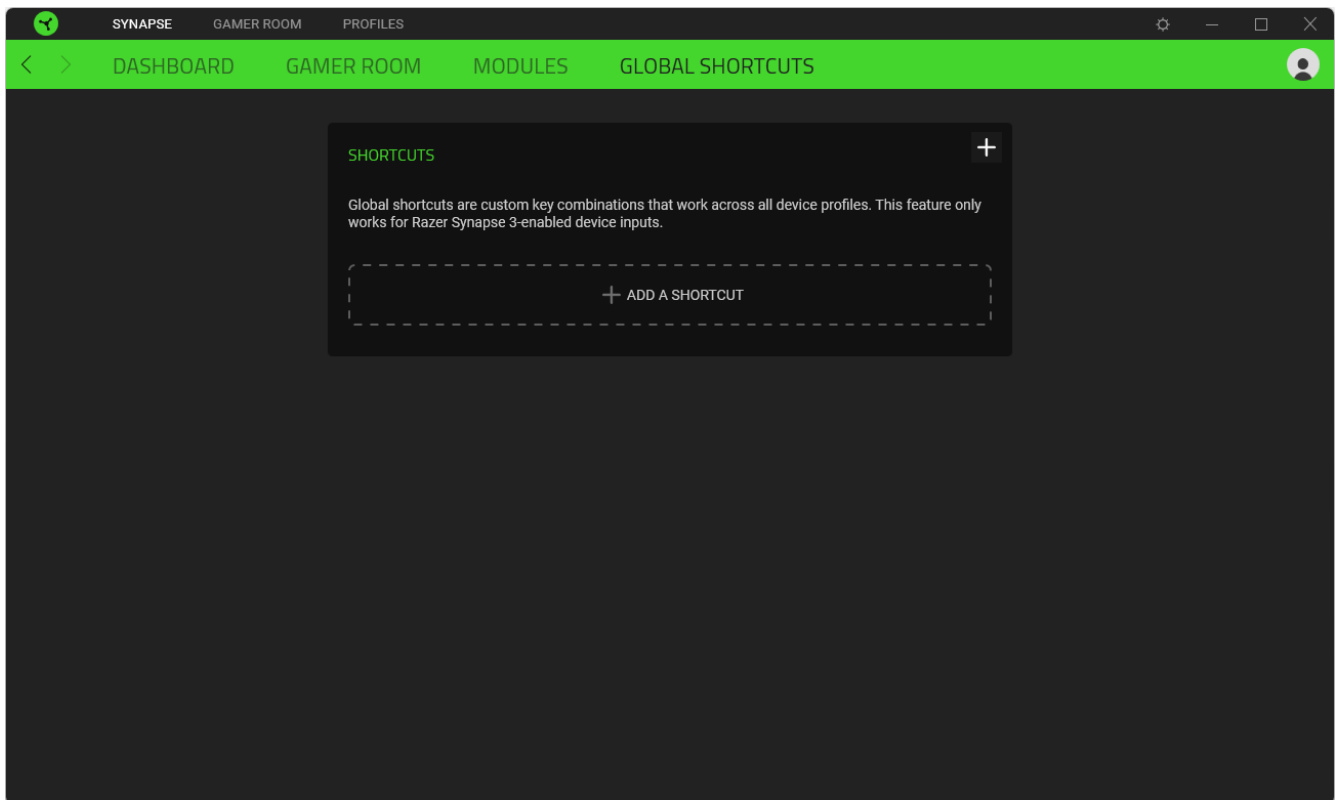 SYNAPSE GAMER ROOM PROFILES
DASHBOARD GAMER ROOM MODULES GLOBAL SHORTCUTS
SHORTCUTS
Global shortcuts are custom key combinations that work across all device profiles. This feature only
works for Razer Synapse 3-enabled device inputs.
ADD A SHORTCUT